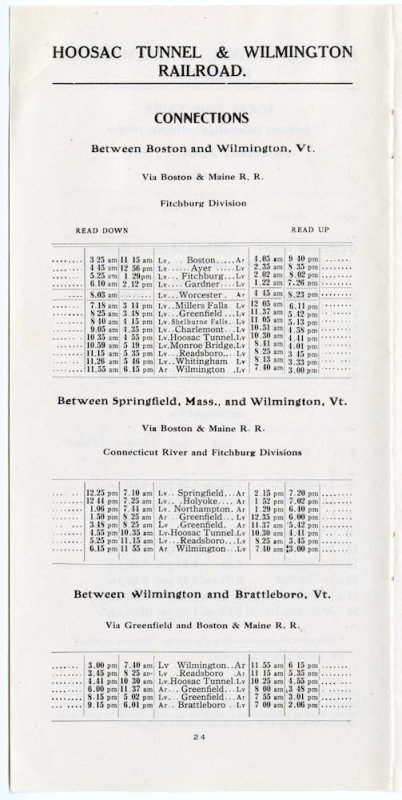 HOOSAC TUNNEL & WILMINGTON
RAILROAD.
CONNECTIONS
Between Boston and Wilmington, Vt.
Via Boston & Maine R. R.
Fitchburg Division
READ DOWN READ UP
3 25 am 11 15 am Lv. Boston Ar 4.05 am 9 40 pm
4 45 am 12 56 pm Lv. Ayer Lv 2.35 am 8 35 pm
5.25 am 1 29pm Lv. Fitchburg Lv 2.02 am 8.02 pm
6.10 am 2.12 pm Lv. Gardner Lv 1.22 am 7.26 pm
8.03 am Lv. Worcester Ar 4 45 am 8.23 pm
7.18 am 3 14 pm Lv. Millers Falls Lv 12 05 am 6.11 pm
8 25 am 3.48 pm Lv. Greenfield Lv 11.37 am 5 42 pm
8 40 am 4 15 pm Lv. Shelburne Falls. Lv 11 05 am 5.13 pm
9.05 am 4.35 pm Lv. Charlemont Lv 10.51 am 4.58 pm
10 35 am 4 55 pm Lv. Hoosac Tunnel. Lv 10.30 am 4.41 pm
10.59 am 5 19 pm Lv. Monroe Bridge. Lv 8.41 am 4 01 pm
11.15 am 5 35 pm Lv. Readsboro Lv 8.25 am 3 45 pm
11.26 am 5 46 pm Lv. Whitingham Lv 8.13 am 3.33 pm
11.55 am 6.15 pm Ar Wilmington Lv 7.40 am 3.00 pm
Between Springfield, Mass., and Wilmington, Vt.
Via Boston & Maine R. R.
Connecticut River and Fitchburg Divisions
12.25 pm 7.10 am Lv Springfield Ar 2 15 pm 7.20 pm
12 44 pm 7.25 am Lv. Holyoke Ar 1 52 pm 7.02 pm
1.06 pm 7.44 am Lv. Northampton. Ar 1 29 pm 6.40 pm
1.50 pm 8 25 am Ar Greenfield Lv 12.35 pm 6 00 pm
3.48 pm 8.25 am Lv Greenfield. Ar 11.37 am 5.42 pm
4.55 pm 10.35 am Lv. Hoosac Tunnel Lv 10.30 am 4.41 pm
5.25 pm 11.15 am Lv. Readsboro Lv 8.25 am 3.45 pm
6.15 pm 11 55 am Ar Wilmington Lv 7.40 am 3.00 pm
Between Wilmington and Brattleboro, Vt.
Via Greenfield and Boston & Maine R. R.
3.00 pm 7.40 am Lv Wilmington Ar 11.55 am 6 15 pm
3.45 pm 8 25 am Lv. Readsboro Ar 11 15 am 5.35 pm
4.41 pm 10 30 am Lv. Hoosac Tunnel. Lv 10 25 am 4.55 pm
6.00 pm 11.37 am Ar Greenfield Lv 8 00 am 3 48 pm
8.15 pm 5 02 pm Lv Greenfield Ar 7 55 am 3.01 pm
9.15 pm 6.01 pm Ar Brattleboro Lv 7 00 am 2.06 pm
24